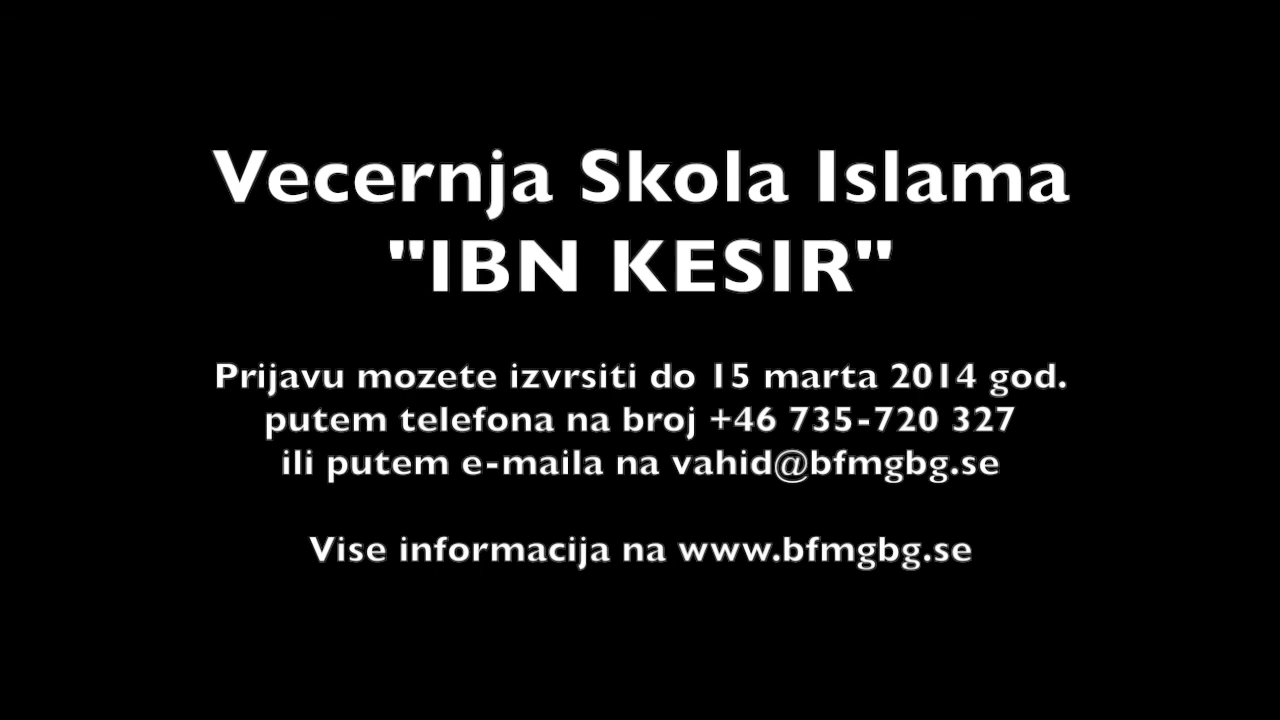 Vecernja Skola Islama
"IBN KESIR"
Prijavu mozete izvrsiti do 15 marta 2014 god.
putem telefona na broj +46 735-720 327
ili putem e-maila na vahid@bfmgbg.se
Vise informacija na www.bfmgbg.se